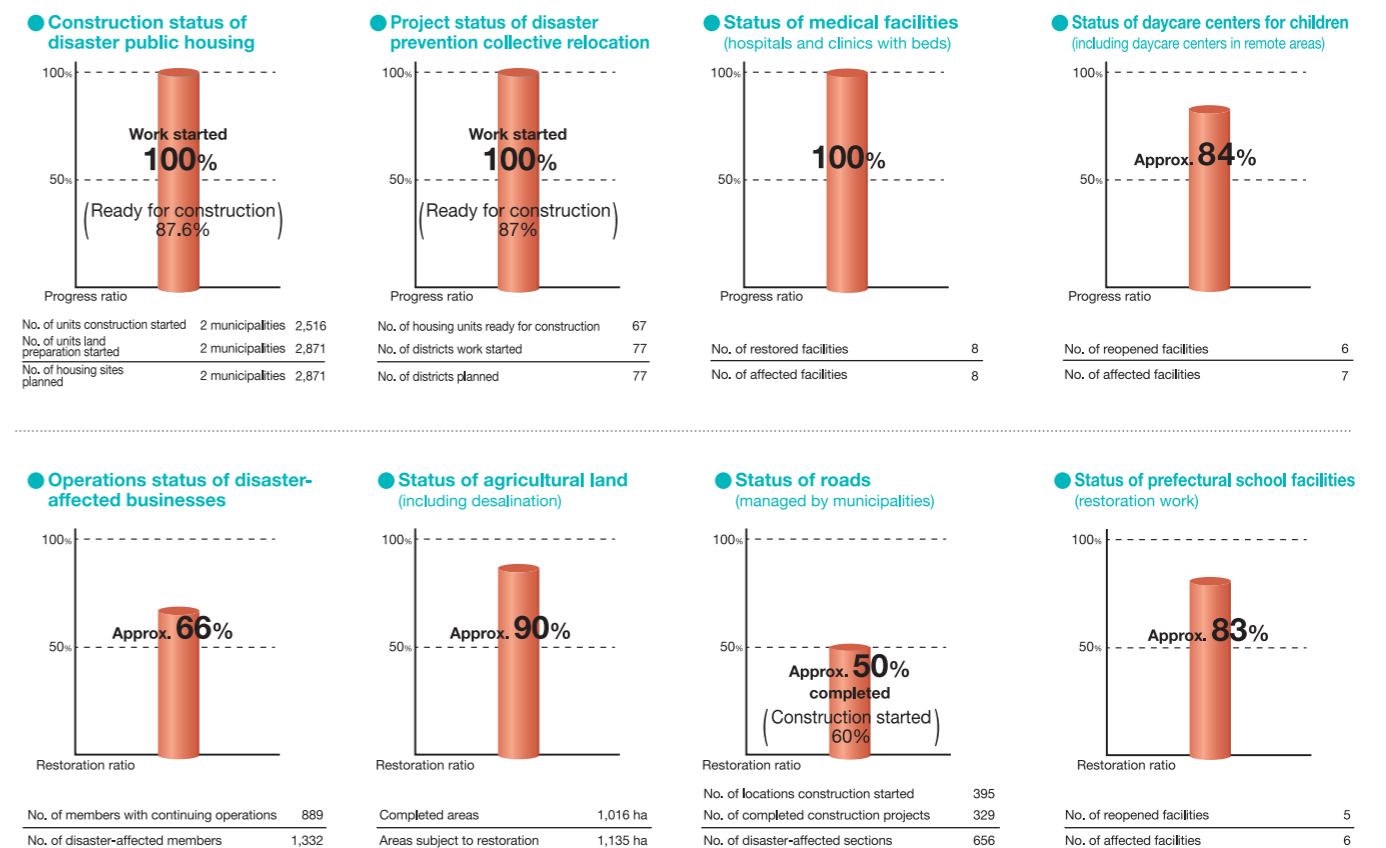 Construction status of
disaster public housing
100%
Work started
100%
50%
(Ready for construction)
87.6%
Progress ratio
No. of units construction started 2 municipalities 2,516
No. of units land
preparation started 2 municipalities 2,871
No. of housing sites
planned 2 municipalities 2,871
Project status of disaster
prevention collective relocation
100%
Work started
100%
50%
(Ready for construction)
87%
Progress ratio
No. of housing units ready for construction 67
No. of districts work started 77
No. of districts planned 77
Status of medical facilities
(hospitals and clinics with beds)
100%
100%
50%
Progress ratio
No. of restored facilities 8
No. of affected facilities 8
Status of daycare centers for children
(including daycare centers in remote areas)
100%
Approx. 84%
50%
Progress ratio
No. of reopened facilities 6
No. of affected facilities 7
Operations status of disaster-
affected businesses
100%
Approx. 66%
50%
Restoration ratio
No. of members with continuing operations 889
No. of disaster-affected members 1,332
Status of agricultural land
(including desalination)
100%
Approx. 90%
50%
Restoration ratio
Completed areas 1,016 ha
Areas subject to restoration 1,135 ha
Status of roads
(managed by municipalities)
100%
50%
Approx. 50%
completed
(Construction started)
60%
Restoration ratio
No. of locations construction started 395
No. of completed construction projects 329
No. of disaster-affected sections 656
Status of prefectural school facilities
(restoration work)
100%
Approx. 83%
50%
Restoration ratio
No. of reopened facilities 5
No. of affected facilities 6